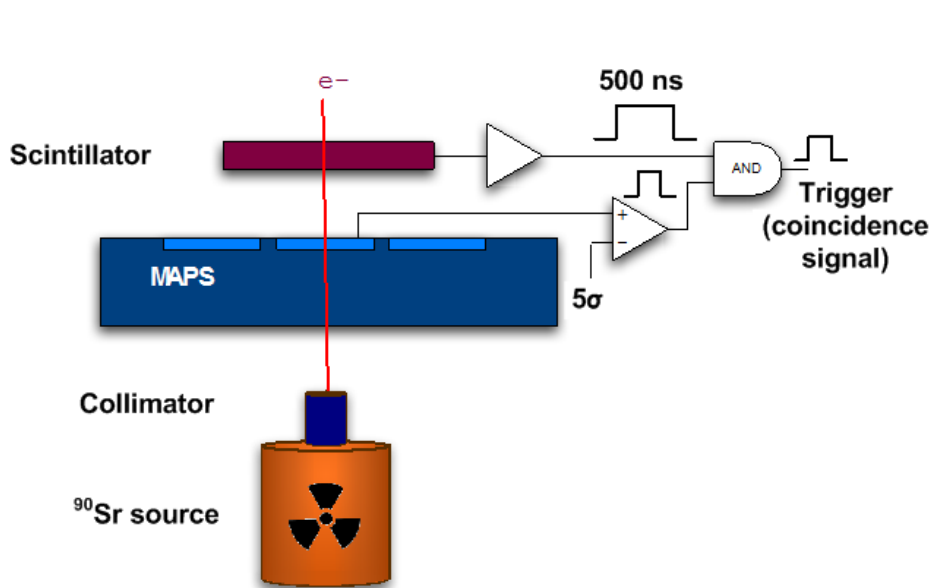 e−
500 ns
Scintillator
AND
Trigger
(coincidence
signal)
+
−
MAPS
5σ
Collimator
⁹⁰Sr source